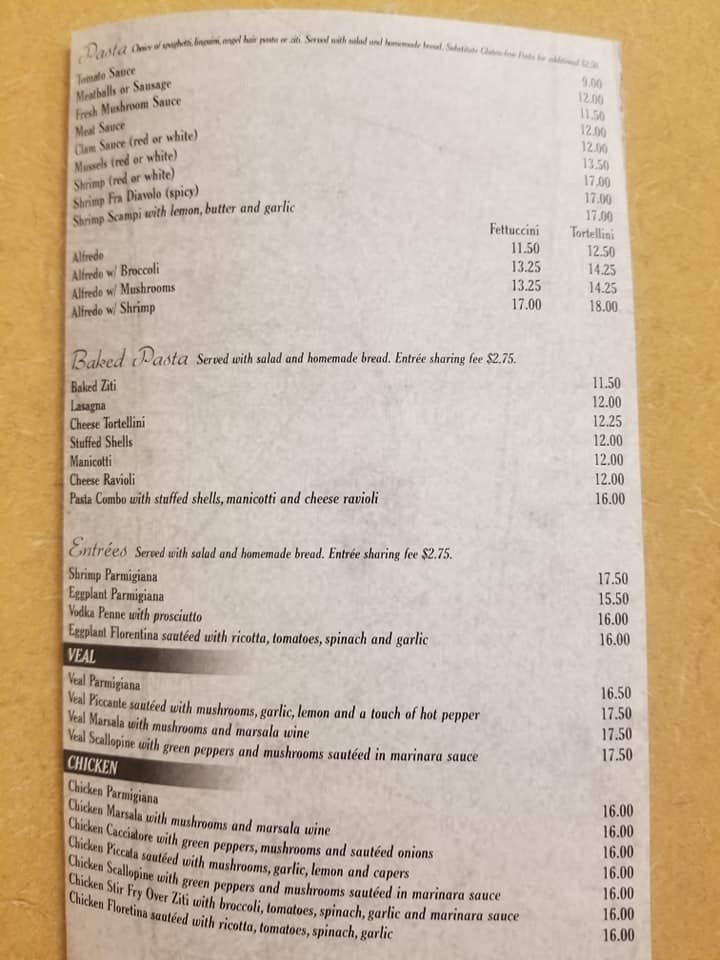 Pasta Choice of spaghetti, linguini, angel hair pasta or ziti. Served with salad and homemade bread. Substitute Gluten-free Pasta for additional $2.50.
Tomato Sauce 9.00
Meatballs or Sausage 12.00
Fresh Mushroom Sauce 11.50
Meat Sauce 12.00
Clam Sauce (red or white) 12.00
Mussels (red or white) 13.50
Shrimp (red or white) 17.00
Shrimp Fra Diavolo (spicy) 17.00
Shrimp Scampi with lemon, butter and garlic 17.00
Fettuccini Tortellini
Alfredo 11.50 12.50
Alfredo w/ Broccoli 13.25 14.25
Alfredo w/ Mushrooms 13.25 14.25
Alfredo w/ Shrimp 17.00 18.00
Baked Pasta Served with salad and homemade bread. Entrée sharing fee $2.75.
Baked Ziti 11.50
Lasagna 12.00
Cheese Tortellini 12.25
Stuffed Shells 12.00
Manicotti 12.00
Cheese Ravioli 12.00
Pasta Combo with stuffed shells, manicotti and cheese ravioli 16.00
Entrées Served with salad and homemade bread. Entrée sharing fee $2.75.
Shrimp Parmigiana 17.50
Eggplant Parmigiana 15.50
Vodka Penne with prosciutto 16.00
Eggplant Florentina sautéed with ricotta, tomatoes, spinach and garlic 16.00
VEAL
Veal Parmigiana 16.50
Veal Piccante sautéed with mushrooms, garlic, lemon and a touch of hot pepper 17.50
Veal Marsala with mushrooms and marsala wine 17.50
Veal Scallopine with green peppers and mushrooms sautéed in marinara sauce 17.50
CHICKEN
Chicken Parmigiana 16.00
Chicken Marsala with mushrooms and marsala wine 16.00
Chicken Cacciatore with green peppers, mushrooms and sautéed onions 16.00
Chicken Piccata sautéed with mushrooms, garlic, lemon and capers 16.00
Chicken Scallopine with green peppers and mushrooms sautéed in marinara sauce 16.00
Chicken Stir Fry Over Ziti with broccoli, tomatoes, spinach, garlic and marinara sauce 16.00
Chicken Floretina sautéed with ricotta, tomatoes, spinach, garlic 16.00